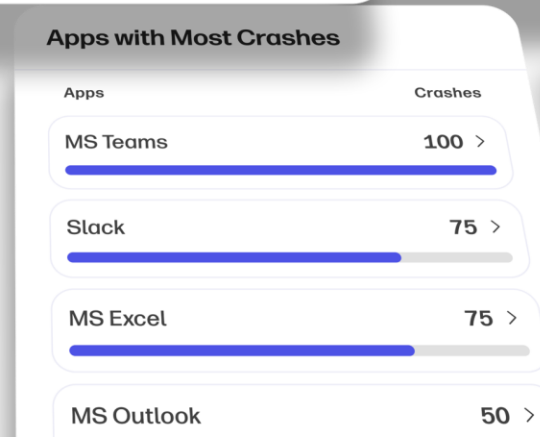 Apps with Most Crashes
Apps Crashes
MS Teams 100 >
Slack 75 >
MS Excel 75 >
MS Outlook 50 >